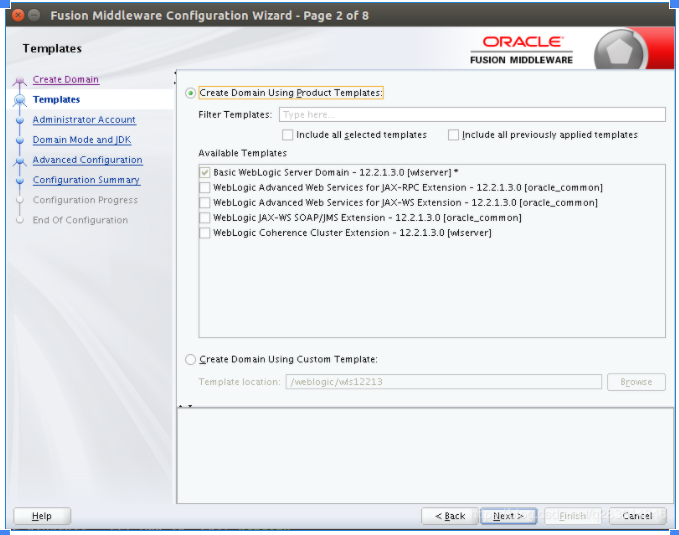 Fusion Middleware Configuration Wizard - Page 2 of 8
Templates
ORACLE
FUSION MIDDLEWARE
Create Domain
Templates
Administrator Account
Domain Mode and JDK
Advanced Configuration
Configuration Summary
Configuration Progress
End Of Configuration
Create Domain Using Product Templates:
Filter Templates: Type here...
Include all selected templates Include all previously applied templates
Available Templates
Basic WebLogic Server Domain - 12.2.1.3.0 [wlserver] *
WebLogic Advanced Web Services for JAX-RPC Extension - 12.2.1.3.0 [oracle_common]
WebLogic Advanced Web Services for JAX-WS Extension - 12.2.1.3.0 [oracle_common]
WebLogic JAX-WS SOAP/JMS Extension - 12.2.1.3.0 [oracle_common]
WebLogic Coherence Cluster Extension - 12.2.1.3.0 [wlserver]
Create Domain Using Custom Template:
Template location: /weblogic/wls12213 Browse
Help < Back Next > Finish Cancel